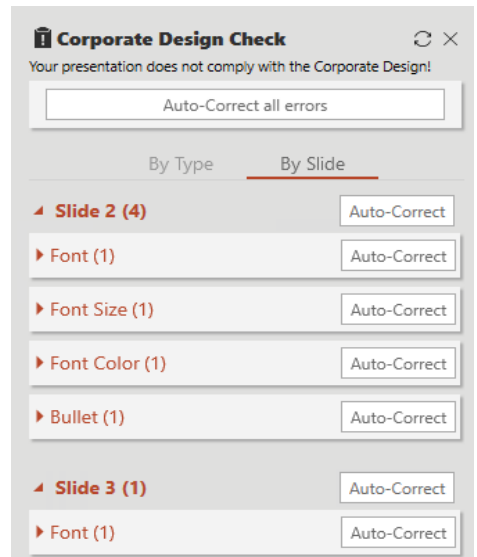 Corporate Design Check
Your presentation does not comply with the Corporate Design!
Auto-Correct all errors
By Type By Slide
Slide 2 (4) Auto-Correct
Font (1) Auto-Correct
Font Size (1) Auto-Correct
Font Color (1) Auto-Correct
Bullet (1) Auto-Correct
Slide 3 (1) Auto-Correct
Font (1) Auto-Correct